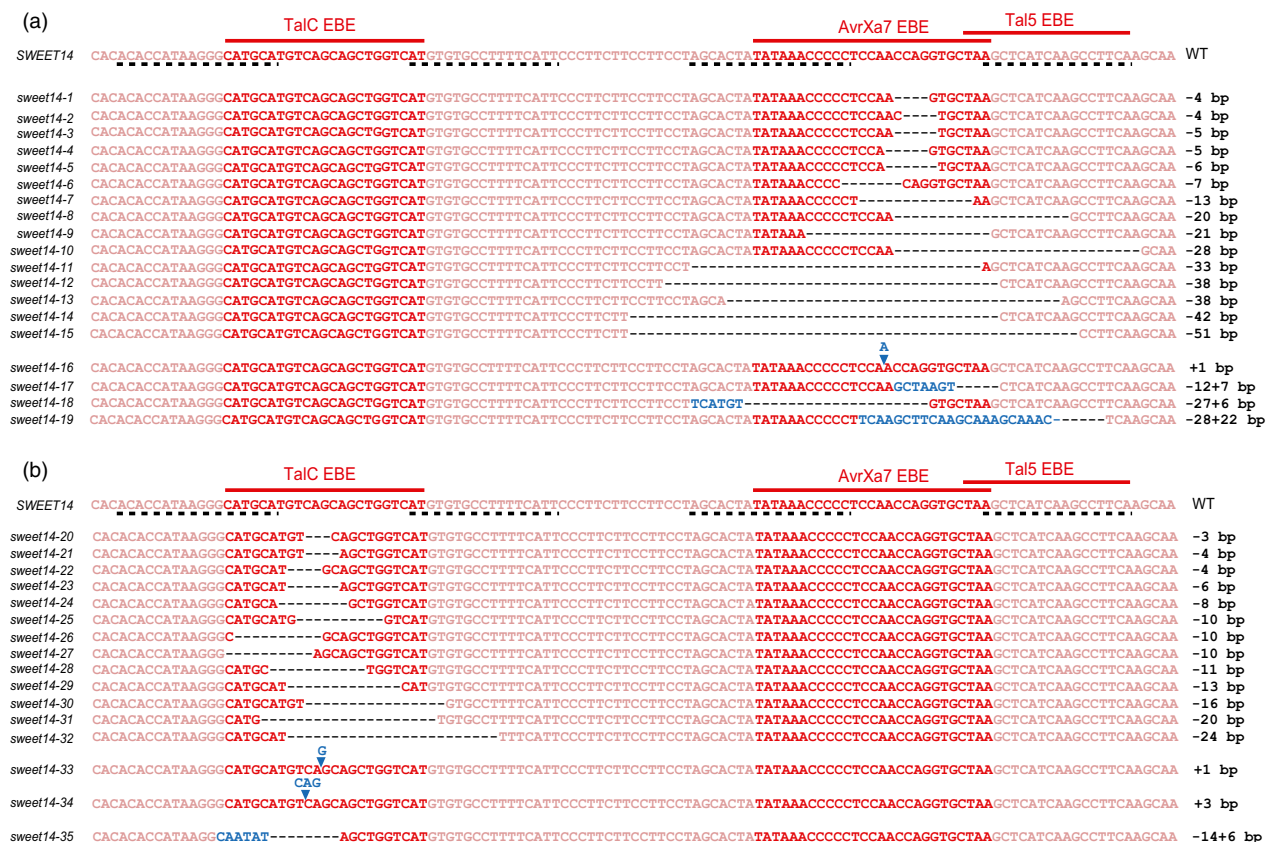 (a)
TalC EBE AvrXa7 EBE Tal5 EBE
SWEET14 CACACACCATAAGGGCATGCATGTCAGCAGCTGGTCATGTGTGCCTTTTCATTCCCTTCTTCCTTCCTAGCACTATATAAACCCCCTCCAACCAGGTGCTAAGCTCATCAAGCCTTCAAGCAA WT
sweet14-1 CACACACCATAAGGGCATGCATGTCAGCAGCTGGTCATGTGTGCCTTTTCATTCCCTTCTTCCTTCCTAGCACTATATAAACCCCCTCCAA----GTGCTAAGCTCATCAAGCCTTCAAGCAA -4 bp
sweet14-2 CACACACCATAAGGGCATGCATGTCAGCAGCTGGTCATGTGTGCCTTTTCATTCCCTTCTTCCTTCCTAGCACTATATAAACCCCCTCCAAC----TGCTAAGCTCATCAAGCCTTCAAGCAA -4 bp
sweet14-3 CACACACCATAAGGGCATGCATGTCAGCAGCTGGTCATGTGTGCCTTTTCATTCCCTTCTTCCTTCCTAGCACTATATAAACCCCCTCCAA-----TGCTAAGCTCATCAAGCCTTCAAGCAA -5 bp
sweet14-4 CACACACCATAAGGGCATGCATGTCAGCAGCTGGTCATGTGTGCCTTTTCATTCCCTTCTTCCTTCCTAGCACTATATAAACCCCCTCCA-----GTGCTAAGCTCATCAAGCCTTCAAGCAA -5 bp
sweet14-5 CACACACCATAAGGGCATGCATGTCAGCAGCTGGTCATGTGTGCCTTTTCATTCCCTTCTTCCTTCCTAGCACTATATAAACCCCCTCCA------TGCTAAGCTCATCAAGCCTTCAAGCAA -6 bp
sweet14-6 CACACACCATAAGGGCATGCATGTCAGCAGCTGGTCATGTGTGCCTTTTCATTCCCTTCTTCCTTCCTAGCACTATATAAACCCC-------CAGGTGCTAAGCTCATCAAGCCTTCAAGCAA -7 bp
sweet14-7 CACACACCATAAGGGCATGCATGTCAGCAGCTGGTCATGTGTGCCTTTTCATTCCCTTCTTCCTTCCTAGCACTATATAAACCCCCT-------------AAGCTCATCAAGCCTTCAAGCAA -13 bp
sweet14-8 CACACACCATAAGGGCATGCATGTCAGCAGCTGGTCATGTGTGCCTTTTCATTCCCTTCTTCCTTCCTAGCACTATATAAACCCCCTCCAA--------------------GCCTTCAAGCAA -20 bp
sweet14-9 CACACACCATAAGGGCATGCATGTCAGCAGCTGGTCATGTGTGCCTTTTCATTCCCTTCTTCCTTCCTAGCACTATATAAA---------------------GCTCATCAAGCCTTCAAGCAA -21 bp
sweet14-10 CACACACCATAAGGGCATGCATGTCAGCAGCTGGTCATGTGTGCCTTTTCATTCCCTTCTTCCTTCCTAGCACTATATAAACCCCCTCCAA----------------------------GCAA -28 bp
sweet14-11 CACACACCATAAGGGCATGCATGTCAGCAGCTGGTCATGTGTGCCTTTTCATTCCCTTCTTCCTTCCT---------------------------------AGCTCATCAAGCCTTCAAGCAA -33 bp
sweet14-12 CACACACCATAAGGGCATGCATGTCAGCAGCTGGTCATGTGTGCCTTTTCATTCCCTTCTTCCTT--------------------------------------CTCATCAAGCCTTCAAGCAA -38 bp
sweet14-13 CACACACCATAAGGGCATGCATGTCAGCAGCTGGTCATGTGTGCCTTTTCATTCCCTTCTTCCTTCCTAGCA--------------------------------------AGCCTTCAAGCAA -38 bp
sweet14-14 CACACACCATAAGGGCATGCATGTCAGCAGCTGGTCATGTGTGCCTTTTCATTCCCTTCTT------------------------------------------CTCATCAAGCCTTCAAGCAA -42 bp
sweet14-15 CACACACCATAAGGGCATGCATGTCAGCAGCTGGTCATGTGTGCCTTTTCATTCCCTTCTT---------------------------------------------------CCTTCAAGCAA -51 bp
A
sweet14-16 CACACACCATAAGGGCATGCATGTCAGCAGCTGGTCATGTGTGCCTTTTCATTCCCTTCTTCCTTCCTAGCACTATATAAACCCCCTCCAACCAGGTGCTAAGCTCATCAAGCCTTCAAGCAA +1 bp
sweet14-17 CACACACCATAAGGGCATGCATGTCAGCAGCTGGTCATGTGTGCCTTTTCATTCCCTTCTTCCTTCCTAGCACTATATAAACCCCCTCCAAGCTAAGT-----CTCATCAAGCCTTCAAGCAA -12+7 bp
sweet14-18 CACACACCATAAGGGCATGCATGTCAGCAGCTGGTCATGTGTGCCTTTTCATTCCCTTCTTCCTTCCTTCATGT---------------------GTGCTAAGCTCATCAAGCCTTCAAGCAA -27+6 bp
sweet14-19 CACACACCATAAGGGCATGCATGTCAGCAGCTGGTCATGTGTGCCTTTTCATTCCCTTCTTCCTTCCTAGCACTATATAAACCCCCTTCAAGCTTCAAGCAAAGCAAAC------TCAAGCAA -28+22 bp
(b)
TalC EBE AvrXa7 EBE Tal5 EBE
SWEET14 CACACACCATAAGGGCATGCATGTCAGCAGCTGGTCATGTGTGCCTTTTCATTCCCTTCTTCCTTCCTAGCACTATATAAACCCCCTCCAACCAGGTGCTAAGCTCATCAAGCCTTCAAGCAA WT
sweet14-20 CACACACCATAAGGGCATGCATGT---CAGCTGGTCATGTGTGCCTTTTCATTCCCTTCTTCCTTCCTAGCACTATATAAACCCCCTCCAACCAGGTGCTAAGCTCATCAAGCCTTCAAGCAA -3 bp
sweet14-21 CACACACCATAAGGGCATGCATGT----AGCTGGTCATGTGTGCCTTTTCATTCCCTTCTTCCTTCCTAGCACTATATAAACCCCCTCCAACCAGGTGCTAAGCTCATCAAGCCTTCAAGCAA -4 bp
sweet14-22 CACACACCATAAGGGCATGCAT----GCAGCTGGTCATGTGTGCCTTTTCATTCCCTTCTTCCTTCCTAGCACTATATAAACCCCCTCCAACCAGGTGCTAAGCTCATCAAGCCTTCAAGCAA -4 bp
sweet14-23 CACACACCATAAGGGCATGCAT------AGCTGGTCATGTGTGCCTTTTCATTCCCTTCTTCCTTCCTAGCACTATATAAACCCCCTCCAACCAGGTGCTAAGCTCATCAAGCCTTCAAGCAA -6 bp
sweet14-24 CACACACCATAAGGGCATGCA--------GCTGGTCATGTGTGCCTTTTCATTCCCTTCTTCCTTCCTAGCACTATATAAACCCCCTCCAACCAGGTGCTAAGCTCATCAAGCCTTCAAGCAA -8 bp
sweet14-25 CACACACCATAAGGGCATGCATG----------GTCATGTGTGCCTTTTCATTCCCTTCTTCCTTCCTAGCACTATATAAACCCCCTCCAACCAGGTGCTAAGCTCATCAAGCCTTCAAGCAA -10 bp
sweet14-26 CACACACCATAAGGGC----------GCAGCTGGTCATGTGTGCCTTTTCATTCCCTTCTTCCTTCCTAGCACTATATAAACCCCCTCCAACCAGGTGCTAAGCTCATCAAGCCTTCAAGCAA -10 bp
sweet14-27 CACACACCATAAGGG----------AGCAGCTGGTCATGTGTGCCTTTTCATTCCCTTCTTCCTTCCTAGCACTATATAAACCCCCTCCAACCAGGTGCTAAGCTCATCAAGCCTTCAAGCAA -10 bp
sweet14-28 CACACACCATAAGGGCATGC-----------TGGTCATGTGTGCCTTTTCATTCCCTTCTTCCTTCCTAGCACTATATAAACCCCCTCCAACCAGGTGCTAAGCTCATCAAGCCTTCAAGCAA -11 bp
sweet14-29 CACACACCATAAGGGCATGCAT-------------CATGTGTGCCTTTTCATTCCCTTCTTCCTTCCTAGCACTATATAAACCCCCTCCAACCAGGTGCTAAGCTCATCAAGCCTTCAAGCAA -13 bp
sweet14-30 CACACACCATAAGGGCATGCATGT----------------GTGCCTTTTCATTCCCTTCTTCCTTCCTAGCACTATATAAACCCCCTCCAACCAGGTGCTAAGCTCATCAAGCCTTCAAGCAA -16 bp
sweet14-31 CACACACCATAAGGGCATG--------------------TGTGCCTTTTCATTCCCTTCTTCCTTCCTAGCACTATATAAACCCCCTCCAACCAGGTGCTAAGCTCATCAAGCCTTCAAGCAA -20 bp
sweet14-32 CACACACCATAAGGGCATGCAT------------------------TTTCATTCCCTTCTTCCTTCCTAGCACTATATAAACCCCCTCCAACCAGGTGCTAAGCTCATCAAGCCTTCAAGCAA -24 bp
G
sweet14-33 CACACACCATAAGGGCATGCATGTCAGCAGCTGGTCATGTGTGCCTTTTCATTCCCTTCTTCCTTCCTAGCACTATATAAACCCCCTCCAACCAGGTGCTAAGCTCATCAAGCCTTCAAGCAA +1 bp
CAG
sweet14-34 CACACACCATAAGGGCATGCATGTCAGCAGCTGGTCATGTGTGCCTTTTCATTCCCTTCTTCCTTCCTAGCACTATATAAACCCCCTCCAACCAGGTGCTAAGCTCATCAAGCCTTCAAGCAA +3 bp
sweet14-35 CACACACCATAAGGCAATAT--------AGCTGGTCATGTGTGCCTTTTCATTCCCTTCTTCCTTCCTAGCACTATATAAACCCCCTCCAACCAGGTGCTAAGCTCATCAAGCCTTCAAGCAA -14+6 bp